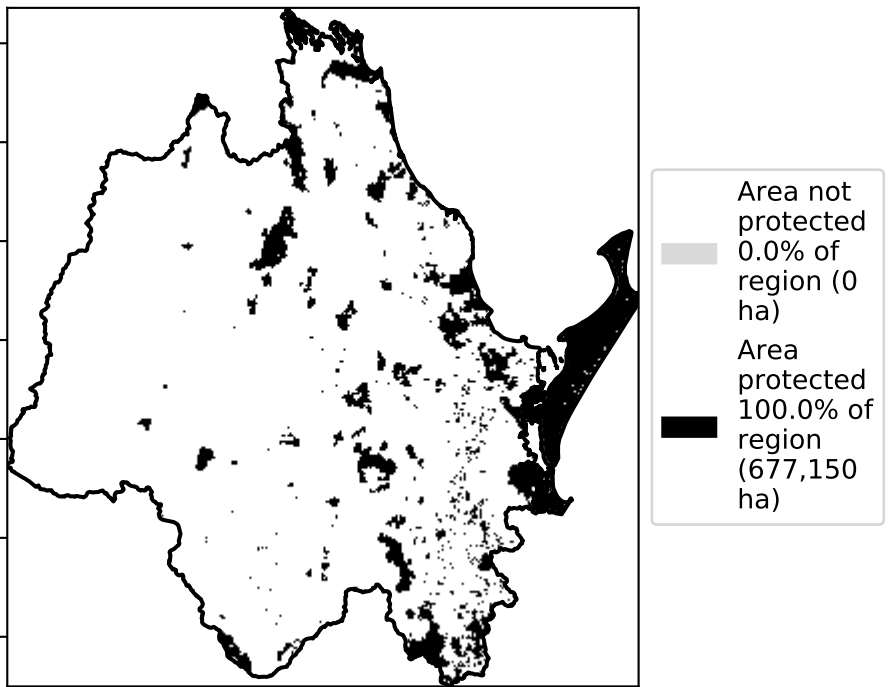 Area not
protected
0.0% of
region (0
ha)
Area
protected
100.0% of
region
(677,150
ha)